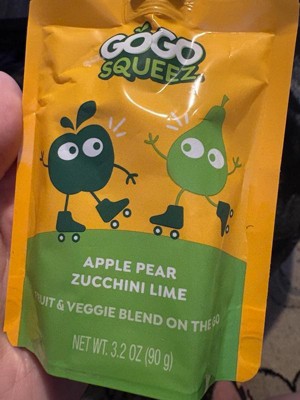 GOGO
SQUEEZ
APPLE PEAR
ZUCCHINI LIME
FRUIT & VEGGIE BLEND ON THE GO
NET WT. 3.2 OZ (90 g)